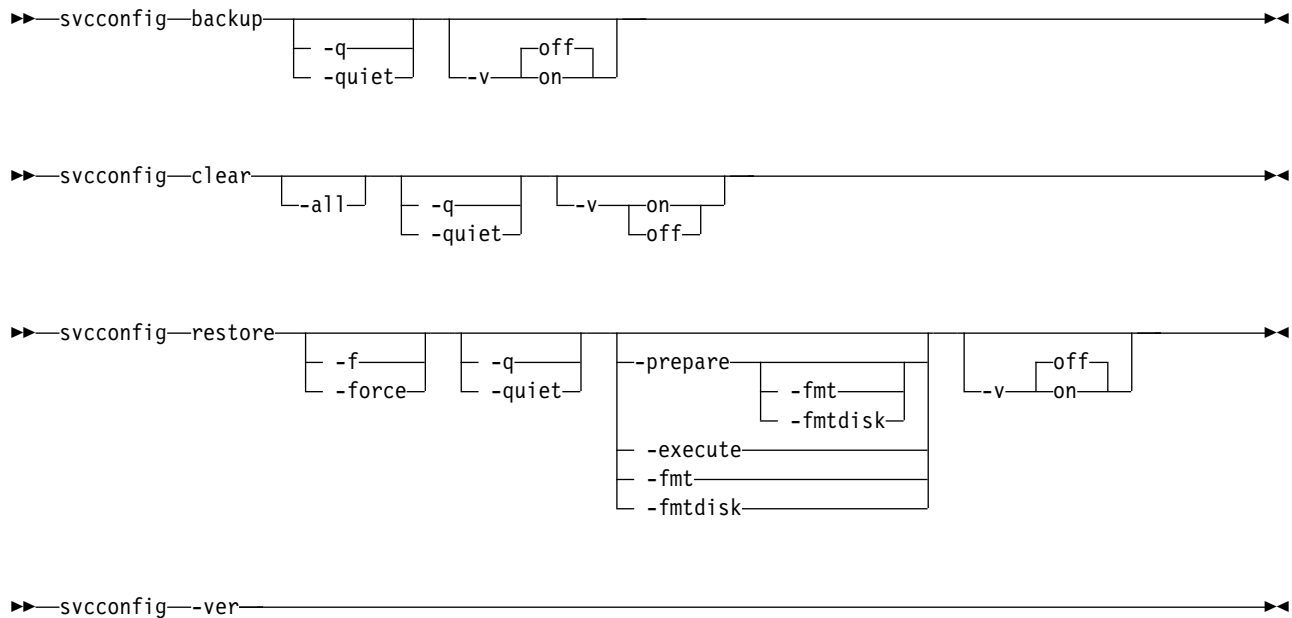 svcconfig backup
-q off
-quiet -v on
svcconfig clear
-all -q -v on
-quiet off
svcconfig restore
-f -q -prepare off
-force -quiet -fmt -v on
-fmtdisk
-execute
-fmt
-fmtdisk
svcconfig -ver